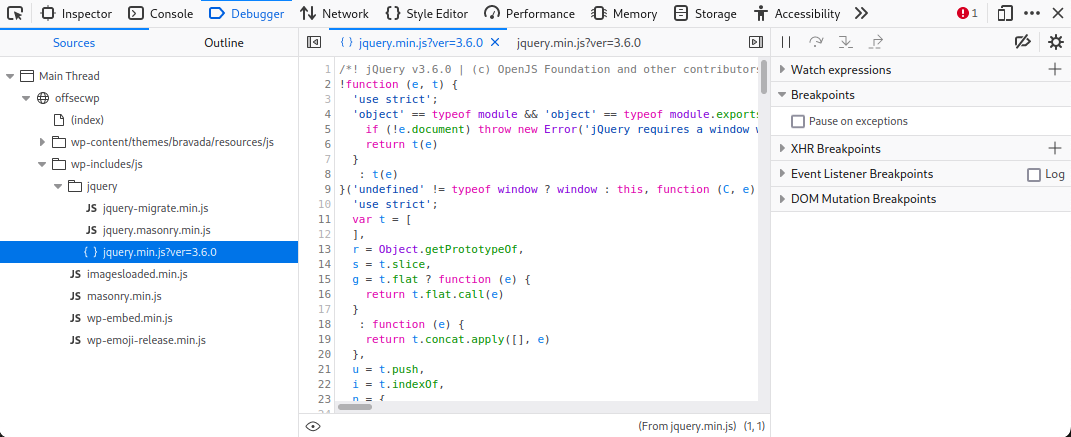 Inspector Console Debugger Network Style Editor Performance Memory Storage Accessibility 1
Sources Outline
{ } jquery.min.js?ver=3.6.0 jquery.min.js?ver=3.6.0
Main Thread
offsecwp
(index)
wp-content/themes/bravada/resources/js
wp-includes/js
jquery
JS jquery-migrate.min.js
JS jquery.masonry.min.js
{ } jquery.min.js?ver=3.6.0
JS imagesloaded.min.js
JS masonry.min.js
JS wp-embed.min.js
JS wp-emoji-release.min.js
1 /*! jQuery v3.6.0 | (c) OpenJS Foundation and other contributors
2 !function (e, t) {
3 'use strict';
4 'object' == typeof module && 'object' == typeof module.exports
5 if (!e.document) throw new Error('jQuery requires a window w
6 return t(e)
7 }
8 : t(e)
9 }('undefined' != typeof window ? window : this, function (C, e)
10 'use strict';
11 var t = [
12 ],
13 r = Object.getPrototypeOf,
14 s = t.slice,
15 g = t.flat ? function (e) {
16 return t.flat.call(e)
17 }
18 : function (e) {
19 return t.concat.apply([], e)
20 },
21 u = t.push,
22 i = t.indexOf,
23 n = {
24
(From jquery.min.js) (1, 1)
Watch expressions
Breakpoints
Pause on exceptions
XHR Breakpoints
Event Listener Breakpoints Log
DOM Mutation Breakpoints